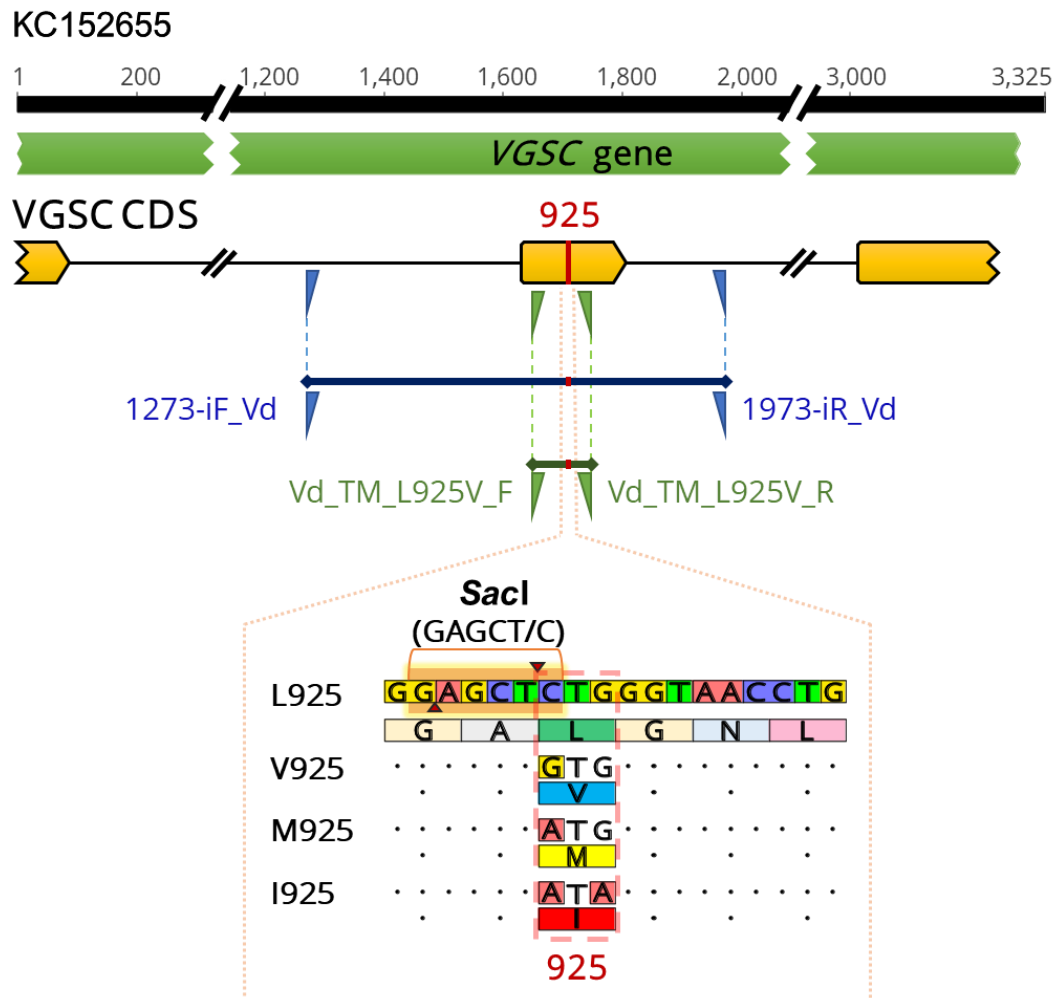 KC152655
1 200 1,200 1,400 1,600 1,800 2,000 3,000 3,325
VGSC gene
VGSC CDS
925
1273-iF_Vd 1973-iR_Vd
Vd_TM_L925V_F Vd_TM_L925V_R
SacI
(GAGCT/C)
L925 GGAGCTCTGGGTAACCTG
G A L G N L
V925 GTG
V
M925 ATG
M
I925 ATA
I
925